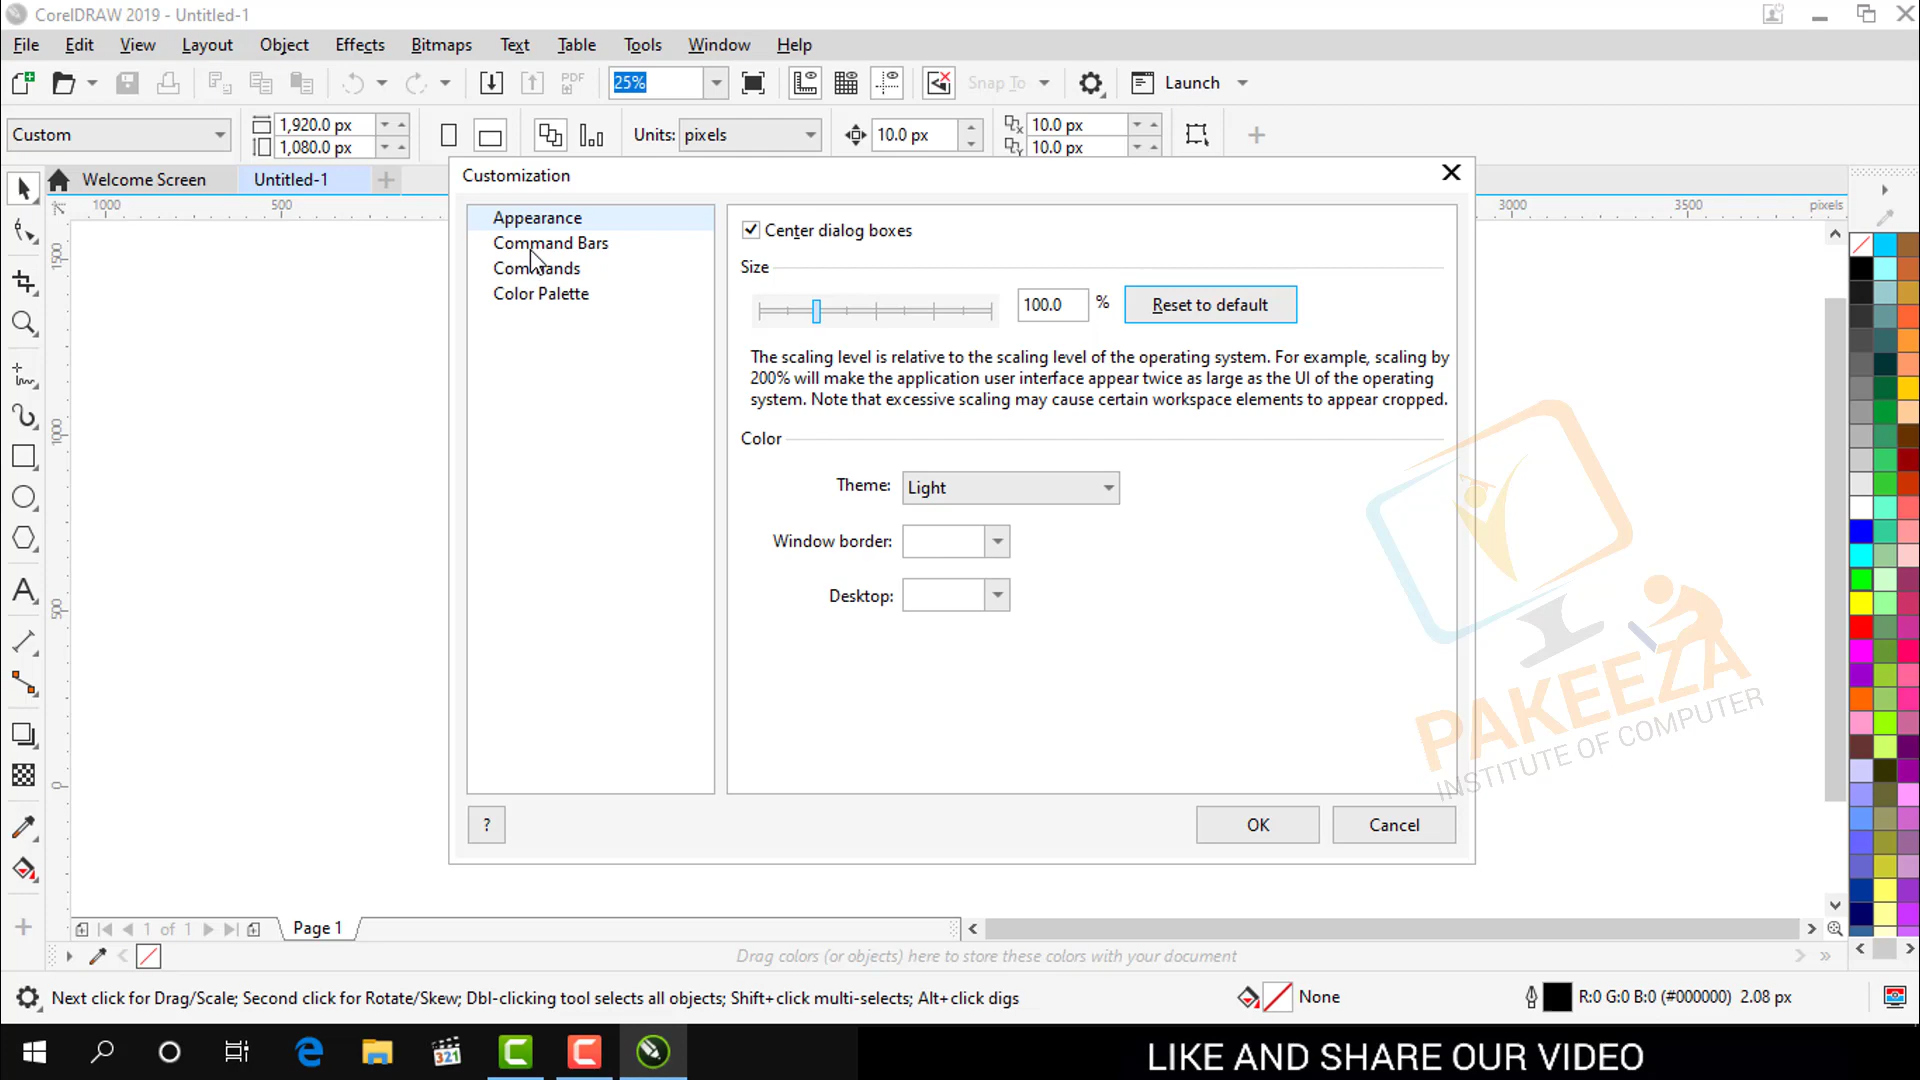 CorelDRAW 2019 - Untitled-1
File Edit View Layout Object Effects Bitmaps Text Table Tools Window Help
PDF 25% Snap To Launch
Custom 1,920.0 px 1,080.0 px Units: pixels 10.0 px 10.0 px 10.0 px
Welcome Screen Untitled-1
1000 500 3000 3500 pixels
1500
1000
500
0
Customization
Appearance
Command Bars
Commands
Color Palette
Center dialog boxes
Size
100.0 % Reset to default
The scaling level is relative to the scaling level of the operating system. For example, scaling by
200% will make the application user interface appear twice as large as the UI of the operating
system. Note that excessive scaling may cause certain workspace elements to appear cropped.
Color
Theme: Light
Window border:
Desktop:
? OK Cancel
PAKEEZA
INSTITUTE OF COMPUTER
1 of 1 Page 1
Drag colors (or objects) here to store these colors with your document
Next click for Drag/Scale; Second click for Rotate/Skew; Dbl-clicking tool selects all objects; Shift+click multi-selects; Alt+click digs
None R:0 G:0 B:0 (#000000) 2.08 px
321
LIKE AND SHARE OUR VIDEO